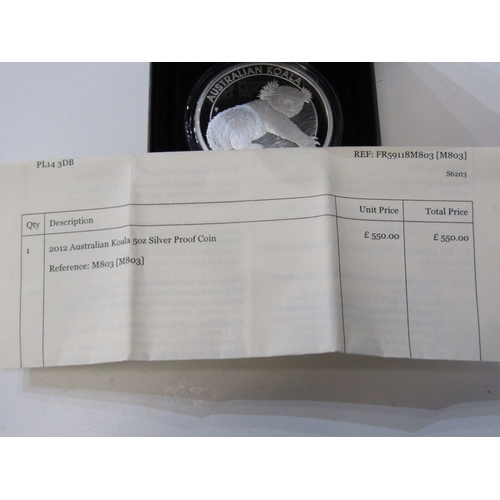 AUSTRALIAN KOALA
PL14 3DB
REF: FR59118M803 [M803]
S6203
Qty Description Unit Price Total Price
1 2012 Australian Koala 5oz Silver Proof Coin £ 550.00 £ 550.00
Reference: M803 [M803]